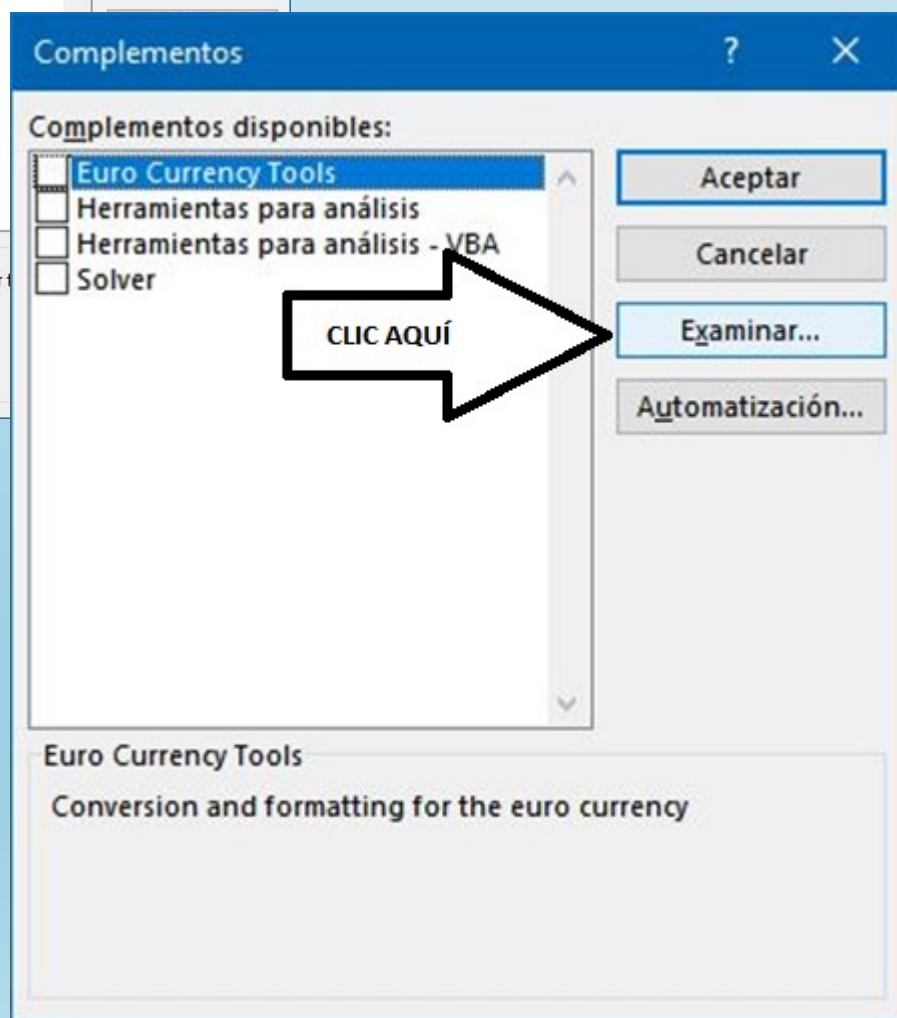 Complementos ? ×
Complementos disponibles:
Euro Currency Tools
Herramientas para análisis
Herramientas para análisis - VBA
Solver
Aceptar
Cancelar
CLIC AQUÍ
Examinar...
Automatización...
Euro Currency Tools
Conversion and formatting for the euro currency